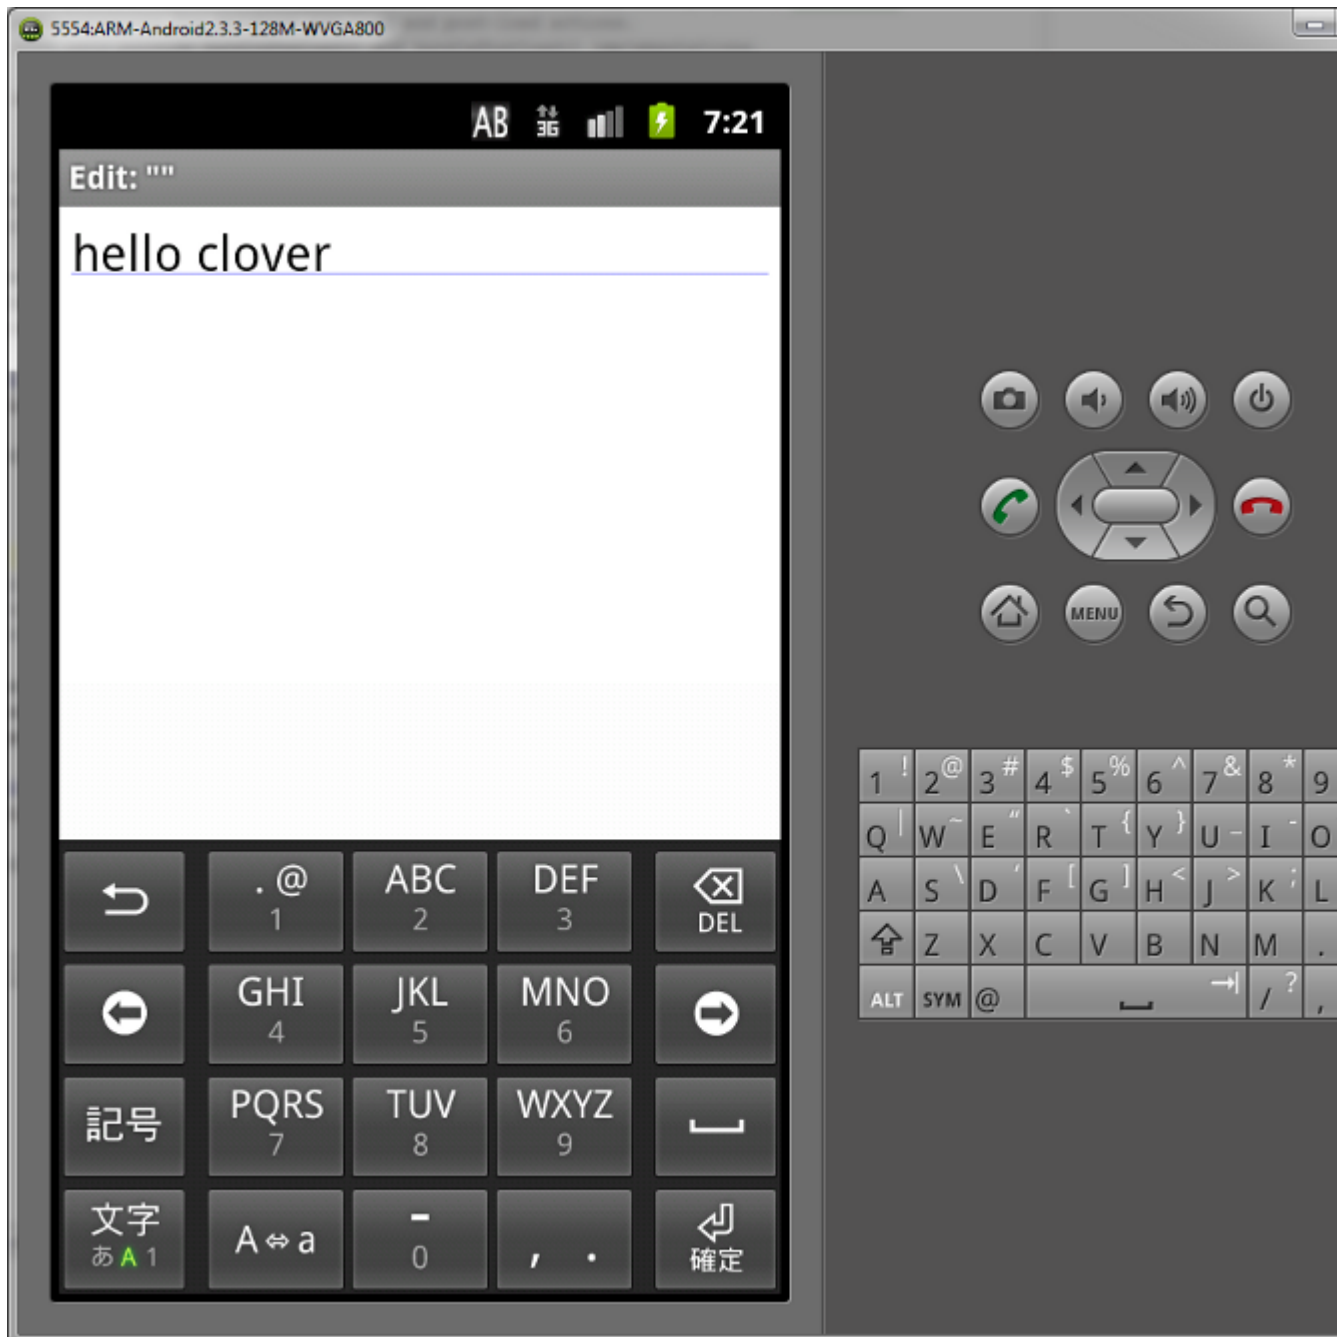 5554:ARM-Android2.3.3-128M-WVGA800
AB 3G 7:21
Edit: ""
hello clover
. @ ABC DEF
1 2 3 DEL
GHI JKL MNO
4 5 6
記号 PQRS TUV WXYZ
7 8 9
文字 A⇔a - , .
あ A 1 0 確定
MENU
1 ! 2 @ 3 # 4 $ 5 % 6 ^ 7 & 8 * 9
Q | W ~ E " R ` T { Y } U _ I - O
A S \ D ' F [ G ] H < J > K ; L
Z X C V B N M .
ALT SYM @ / ? ,